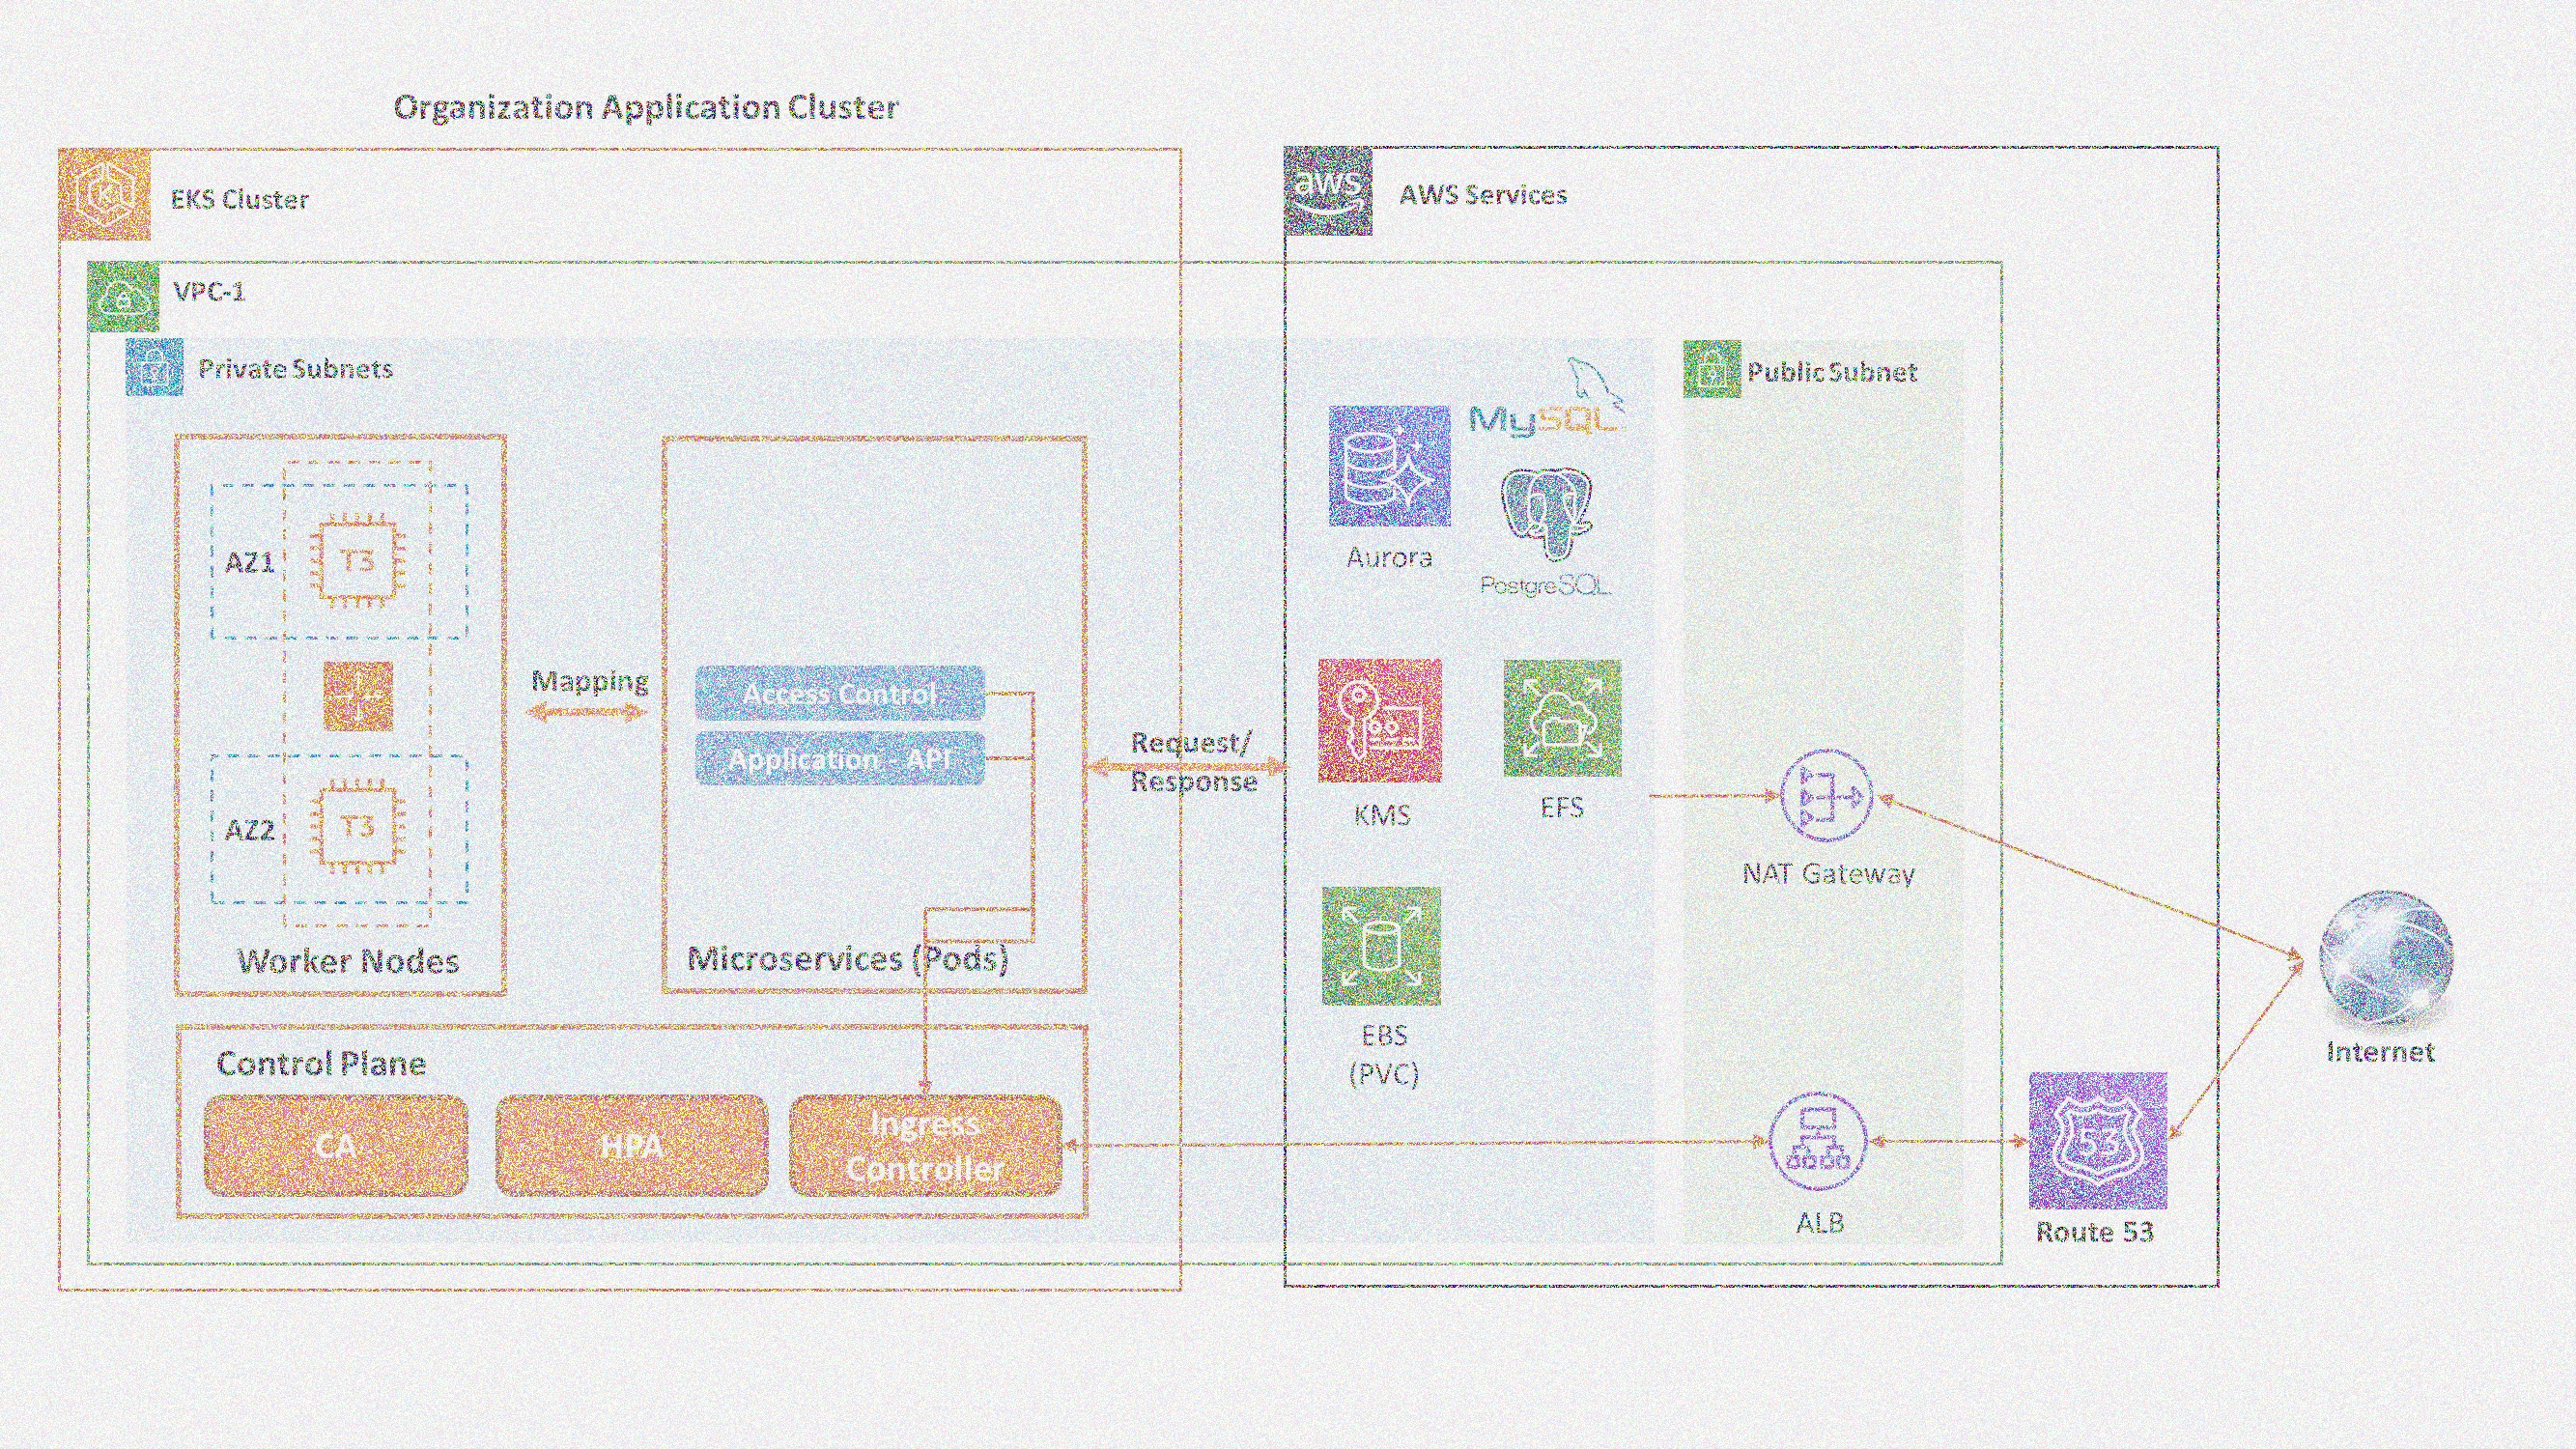 Organization Application Cluster
EKS Cluster
aws
AWS Services
VPC-1
Private Subnets
Public Subnet
MySQL
AZ1
T3
Aurora
PostgreSQL
Mapping
Access Control
Application - API
Request/
Response
KMS
EFS
AZ2
T3
NAT Gateway
Worker Nodes
Microservices (Pods)
EBS
(PVC)
Internet
Control Plane
CA
HPA
Ingress
Controller
53
ALB
Route 53